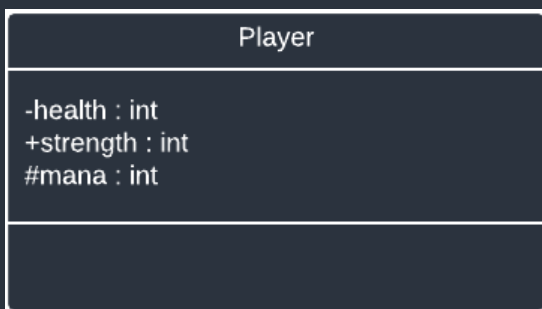 Player
-health : int
+strength : int
#mana : int